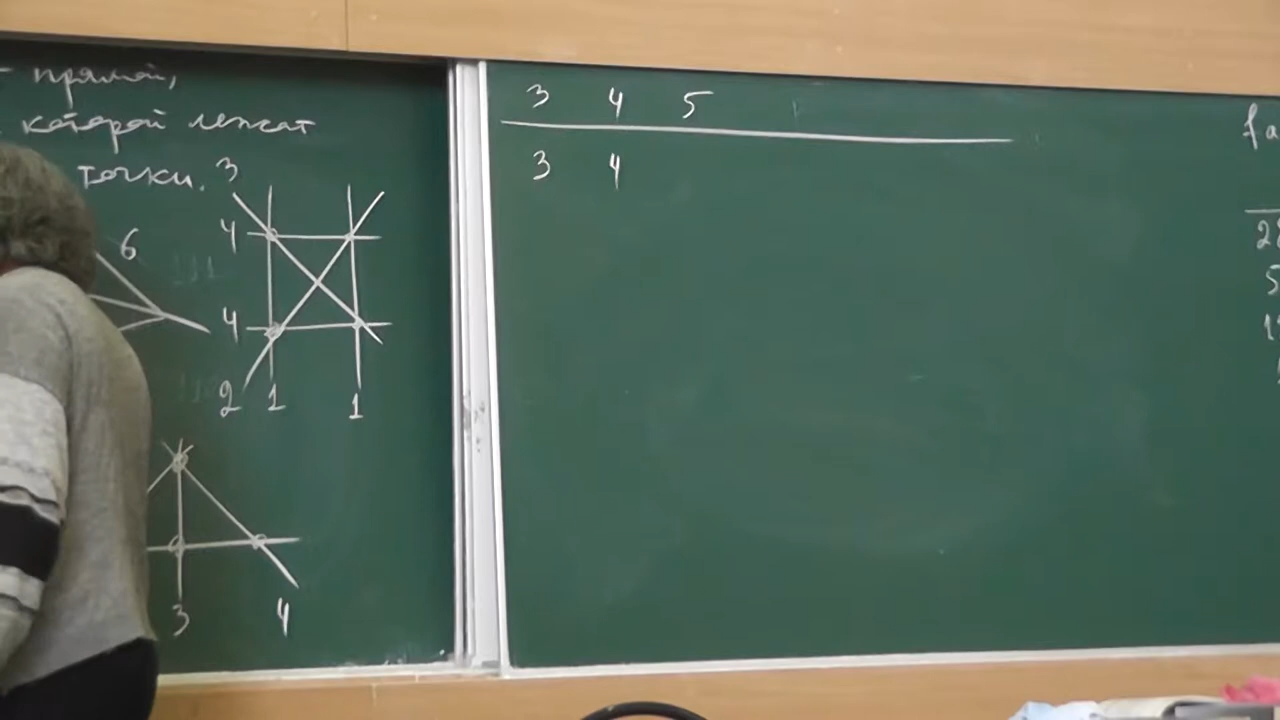 прямой,
которой лежат
точки.
3
6
4
4
2 1 1
3 4
3 4 5
3 4